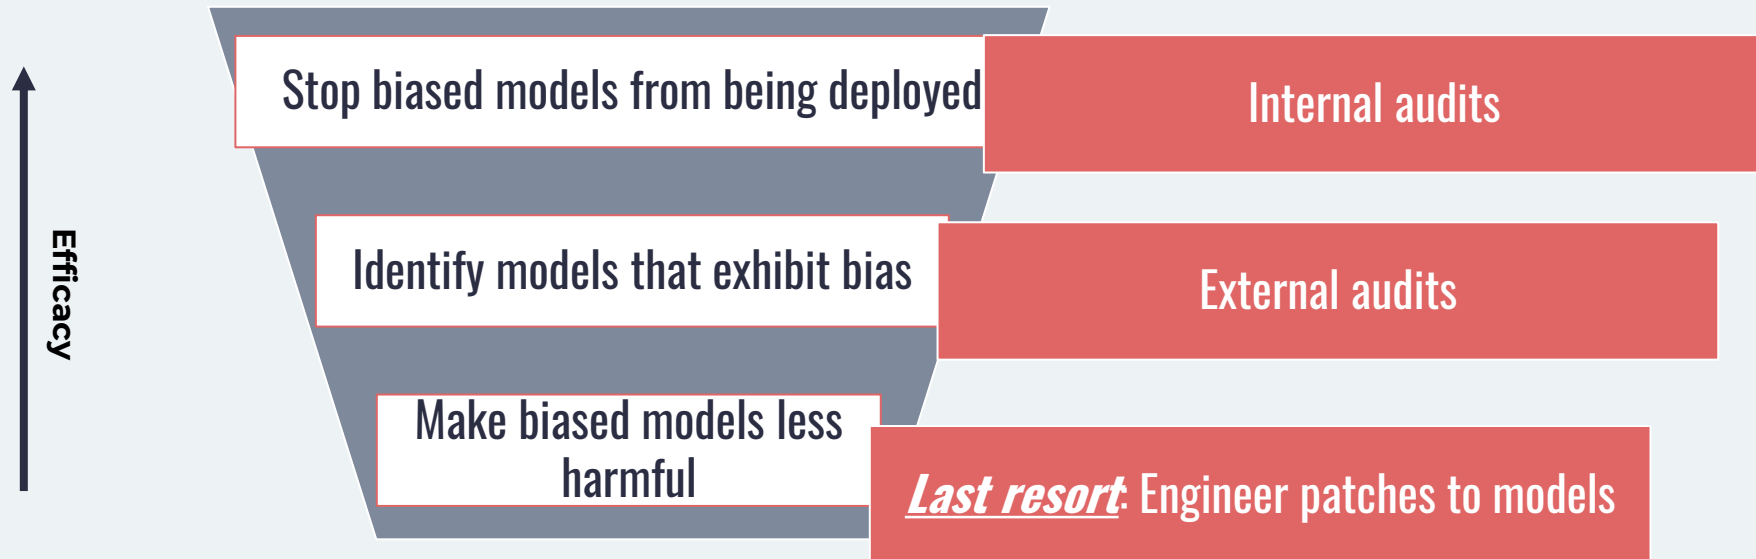 Stop biased models from being deployed
Internal audits
Efficacy
Identify models that exhibit bias
External audits
Make biased models less
harmful
Last resort: Engineer patches to models